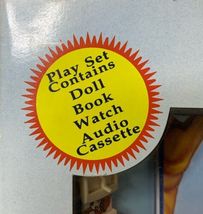 Play Set
Contains
Doll
Book
Watch
Audio
Cassette